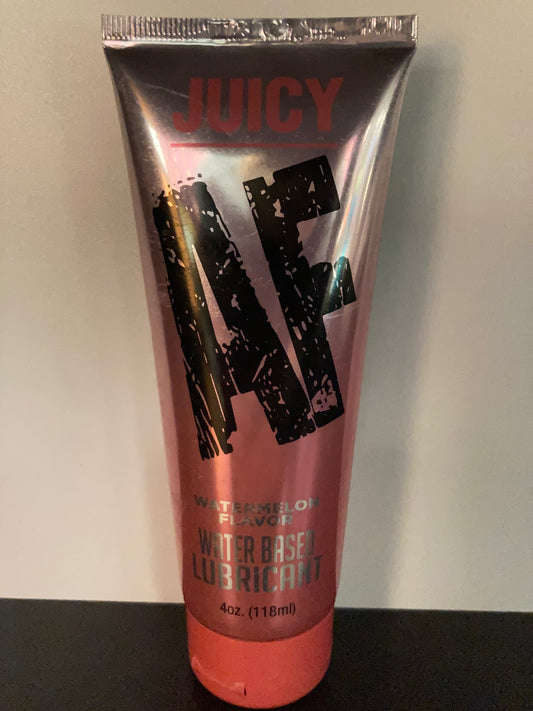 JUICY
AF
WATERMELON
FLAVOR
WATER BASED
LUBRICANT
4oz. (118ml)